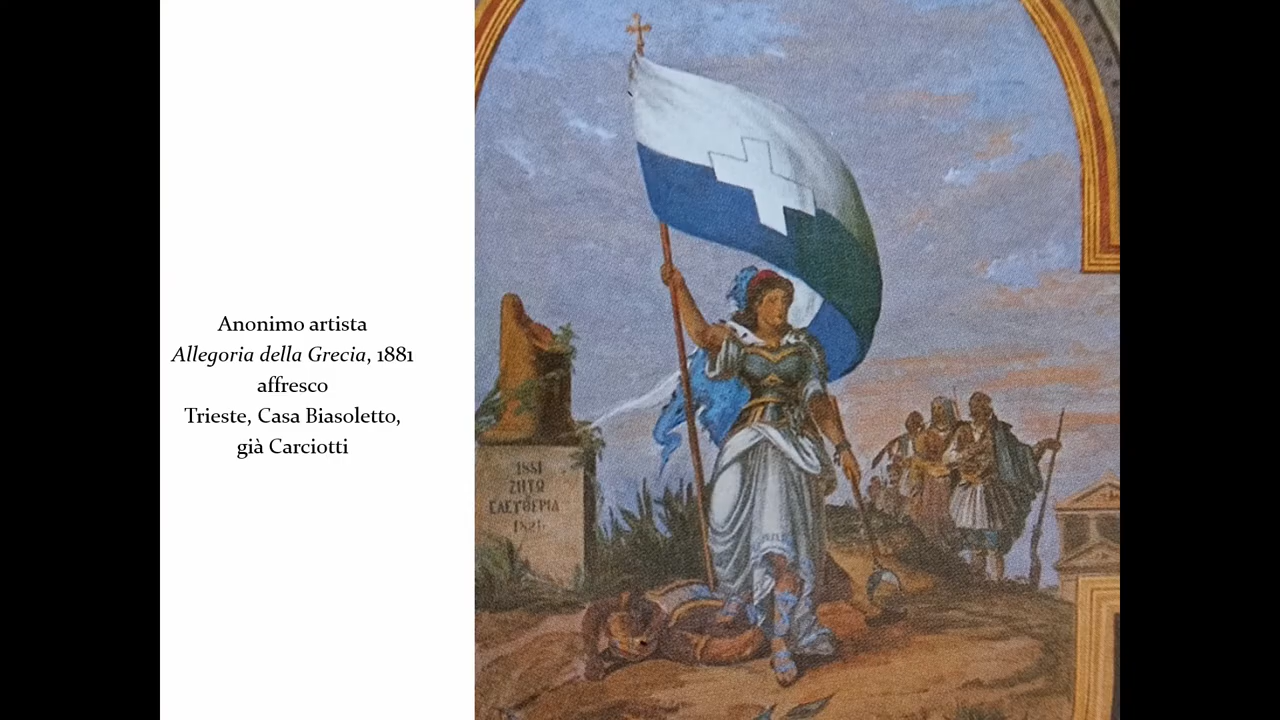 Anonimo artista
Allegoria della Grecia, 1881
affresco
Trieste, Casa Biasoletto,
già Carciotti
1881
ΖΗΤΩ
ΕΛΕΥΘΕΡΙΑ
1821